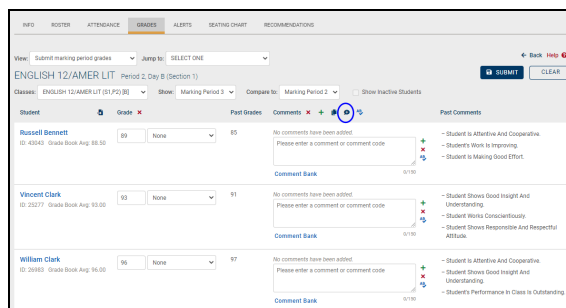 INFO ROSTER ATTENDANCE GRADES ALERTS SEATING CHART RECOMMENDATIONS
View: Submit marking period grades Jump to: SELECT ONE
Back Help
ENGLISH 12/AMER LIT Period 2, Day B (Section 1)
SUBMIT CLEAR
Classes: ENGLISH 12/AMER LIT (S1,P2) [B] Show: Marking Period 3 Compare to: Marking Period 2 Show Inactive Students
Student Grade Past Grades Comments Past Comments
Russell Bennett
ID: 43043 Grade Book Avg: 88.50
89 None 85
No comments have been added.
Please enter a comment or comment code
Comment Bank 0/150
– Student Is Attentive And Cooperative.
– Student's Work Is Improving.
– Student Is Making Good Effort.
Vincent Clark
ID: 25277 Grade Book Avg: 93.00
93 None 91
No comments have been added.
Please enter a comment or comment code
Comment Bank 0/150
– Student Shows Good Insight And
Understanding.
– Student Works Conscientiously.
– Student Shows Responsible And Respectful
Attitude.
William Clark
ID: 26983 Grade Book Avg: 96.00
96 None 97
No comments have been added.
Please enter a comment or comment code
Comment Bank 0/150
– Student Is Attentive And Cooperative.
– Student Shows Good Insight And
Understanding.
– Student's Performance In Class Is Outstanding.